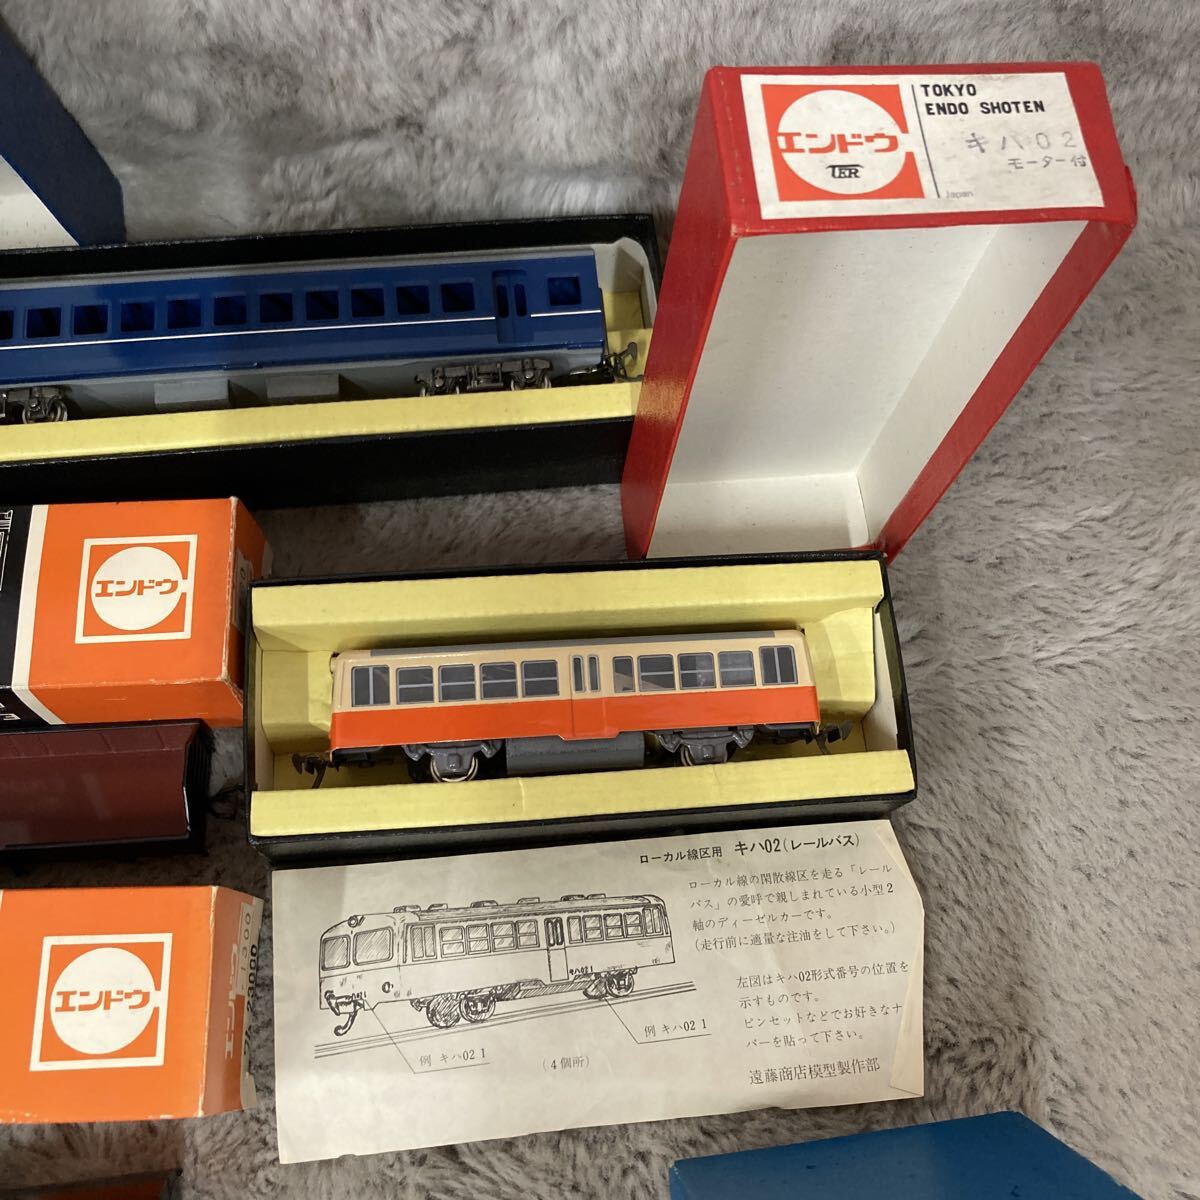 TOKYO
ENDO SHOTEN
エンドウ
TER
キハ02
モーター付
Japan
エンドウ
エンドウ
1300
ローカル線区用 キハ02(レールバス)
ローカル線の閑散線区を走る「レール
バス」の愛呼で親しまれている小型2
軸のディーゼルカーです。
(走行前に適量な注油をして下さい。)
左図はキハ02形式番号の位置を
示すものです。
ピンセットなどでお好きなナ
バーを貼って下さい。
遠藤商店模型製作部
キハ021
例 キハ02 1
(4個所)
例 キハ02 1